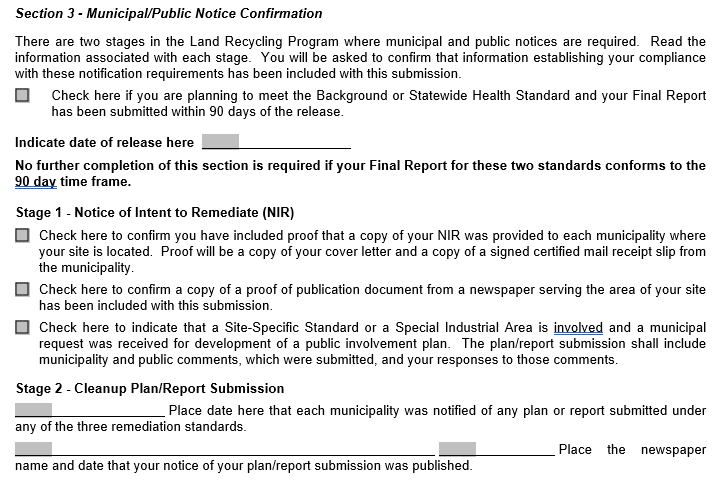 Section 3 - Municipal/Public Notice Confirmation
There are two stages in the Land Recycling Program where municipal and public notices are required. Read the
information associated with each stage. You will be asked to confirm that information establishing your compliance
with these notification requirements has been included with this submission.
Check here if you are planning to meet the Background or Statewide Health Standard and your Final Report
has been submitted within 90 days of the release.
Indicate date of release here
No further completion of this section is required if your Final Report for these two standards conforms to the
90 day time frame.
Stage 1 - Notice of Intent to Remediate (NIR)
Check here to confirm you have included proof that a copy of your NIR was provided to each municipality where
your site is located. Proof will be a copy of your cover letter and a copy of a signed certified mail receipt slip from
the municipality.
Check here to confirm a copy of a proof of publication document from a newspaper serving the area of your site
has been included with this submission.
Check here to indicate that a Site-Specific Standard or a Special Industrial Area is involved and a municipal
request was received for development of a public involvement plan. The plan/report submission shall include
municipality and public comments, which were submitted, and your responses to those comments.
Stage 2 - Cleanup Plan/Report Submission
Place date here that each municipality was notified of any plan or report submitted under
any of the three remediation standards.
Place the newspaper
name and date that your notice of your plan/report submission was published.